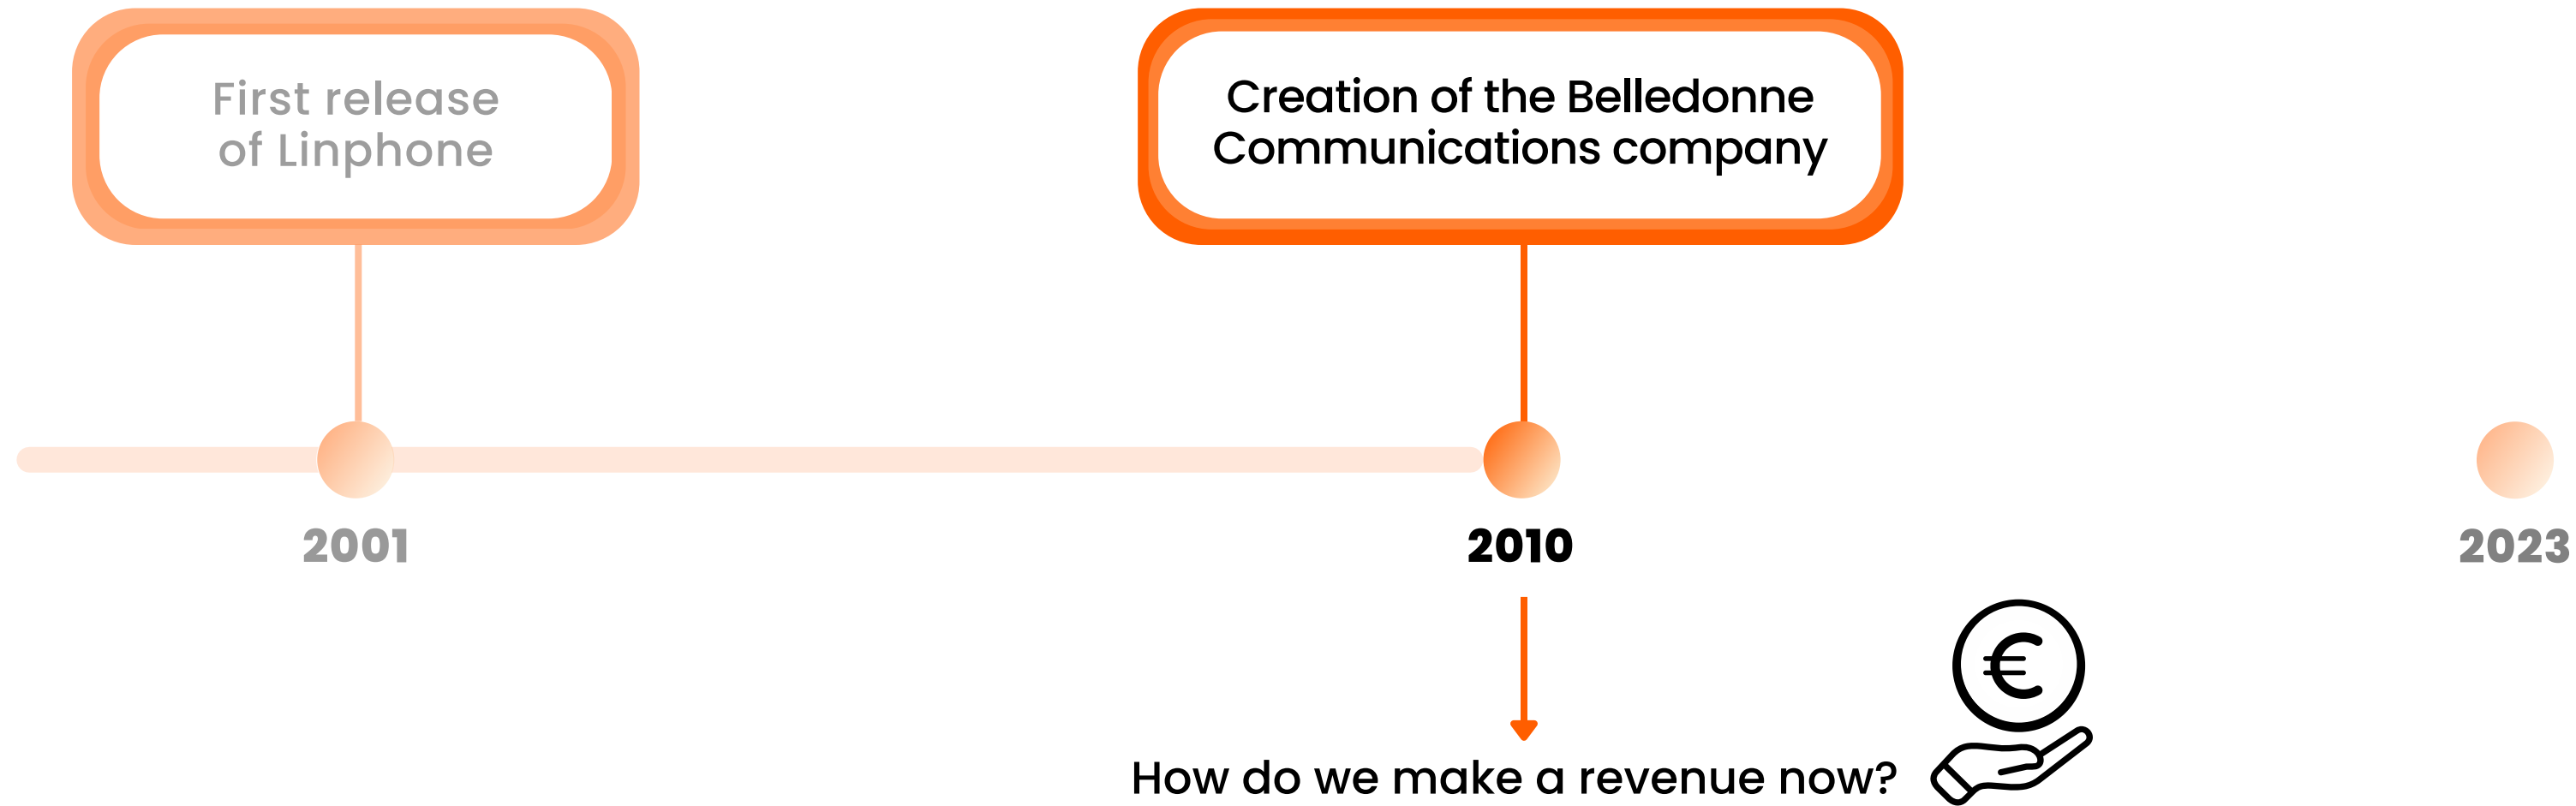 First release
of Linphone
Creation of the Belledonne
Communications company
2001
2010
2023
€
How do we make a revenue now?